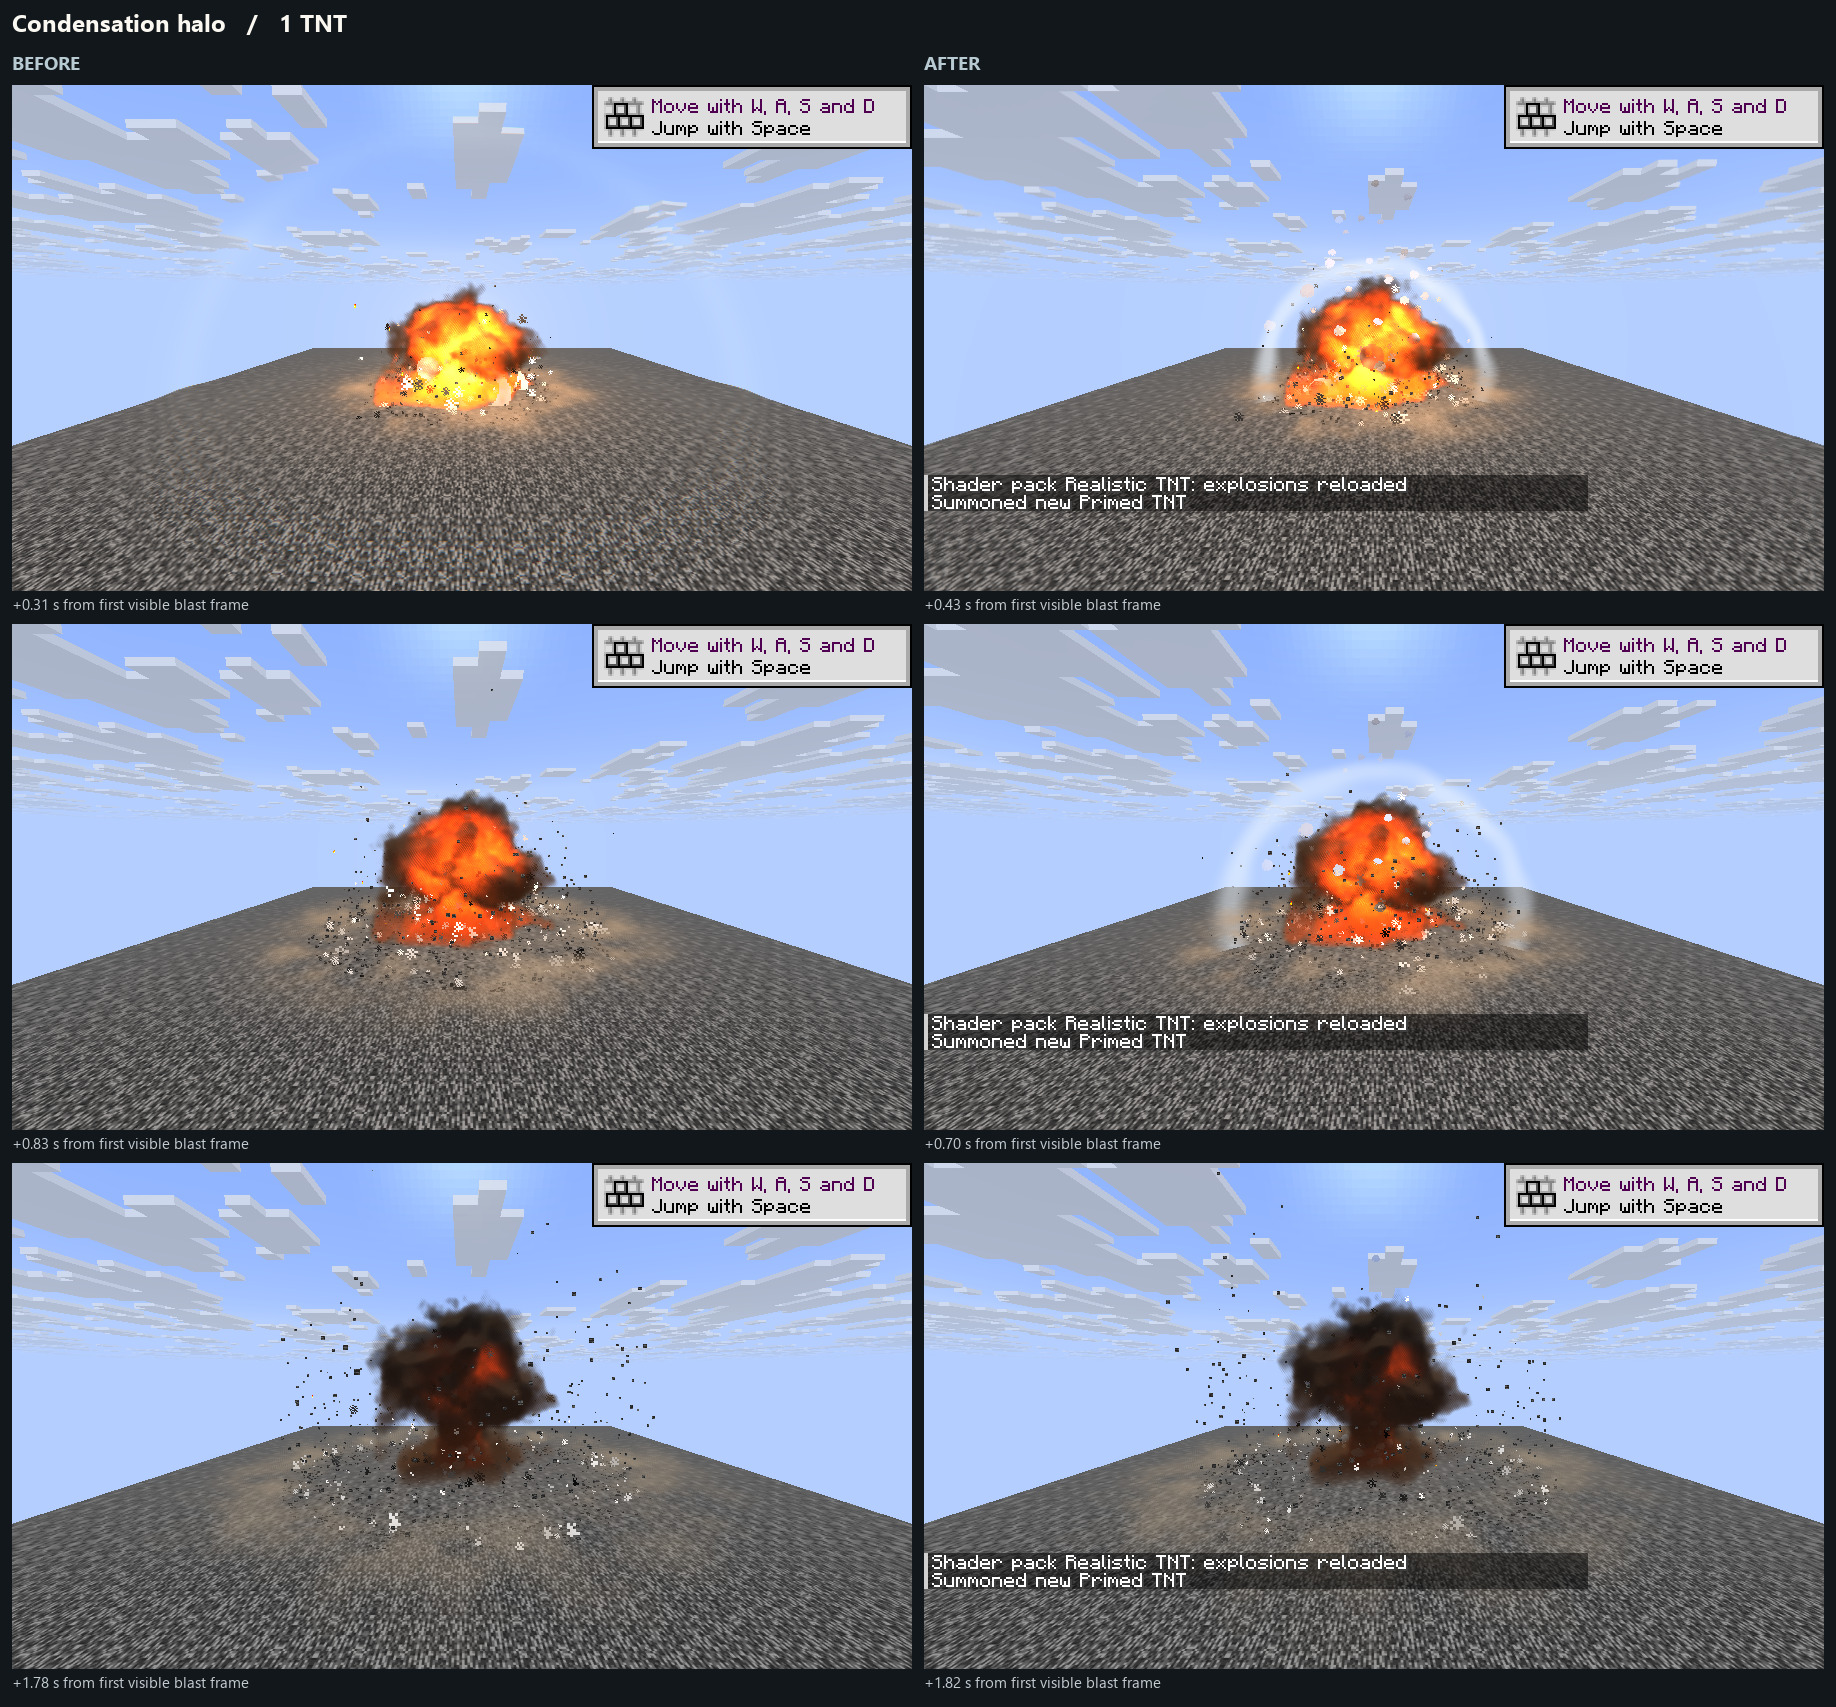 Condensation halo / 1 TNT
BEFORE
AFTER
Move with W, A, S and D
Jump with Space
Move with W, A, S and D
Jump with Space
Shader pack Realistic TNT: explosions reloaded
Summoned new Primed TNT
+0.31 s from first visible blast frame
+0.43 s from first visible blast frame
Move with W, A, S and D
Jump with Space
Move with W, A, S and D
Jump with Space
Shader pack Realistic TNT: explosions reloaded
Summoned new Primed TNT
+0.83 s from first visible blast frame
+0.70 s from first visible blast frame
Move with W, A, S and D
Jump with Space
Move with W, A, S and D
Jump with Space
Shader pack Realistic TNT: explosions reloaded
Summoned new Primed TNT
+1.78 s from first visible blast frame
+1.82 s from first visible blast frame